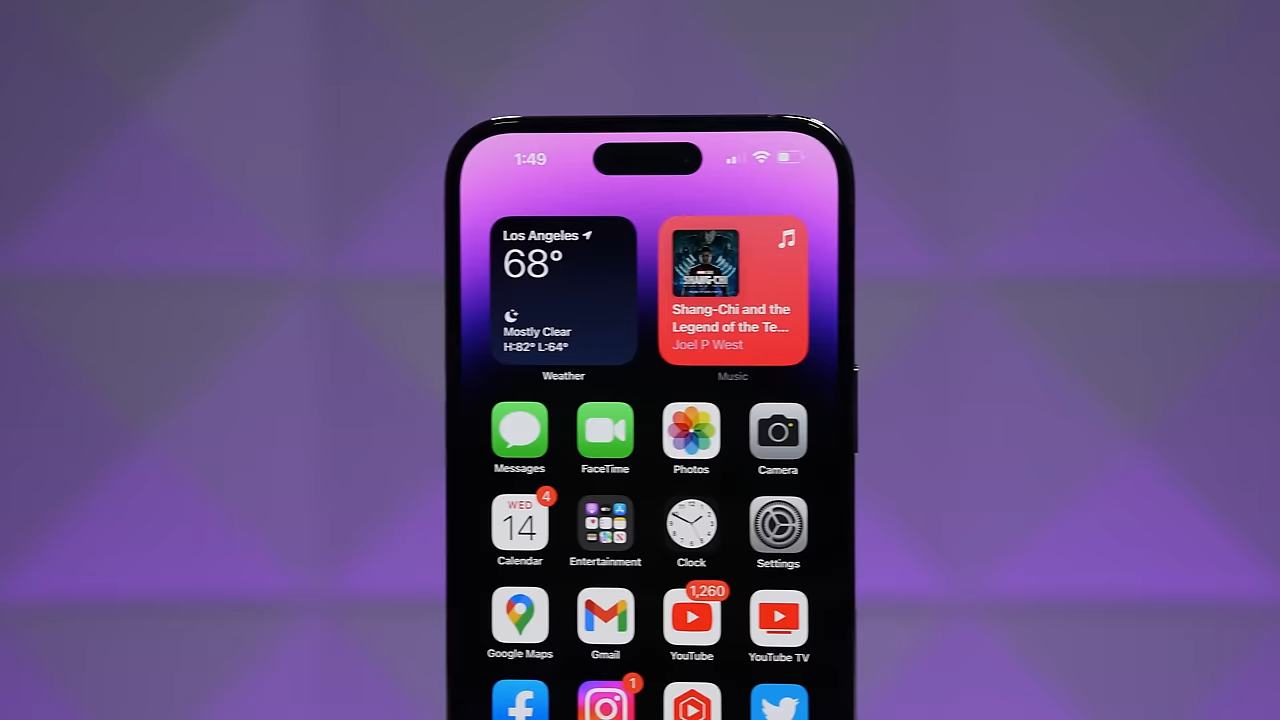 1:49
Los Angeles
68°
Mostly Clear
H:82° L:64°
Weather
SHANG-CHI
Shang-Chi and the
Legend of the Te...
Joel P West
Music
Messages
FaceTime
Photos
Camera
4
WED
14
Calendar
Entertainment
Clock
Settings
Google Maps
Gmail
1,260
YouTube
YouTube TV
1